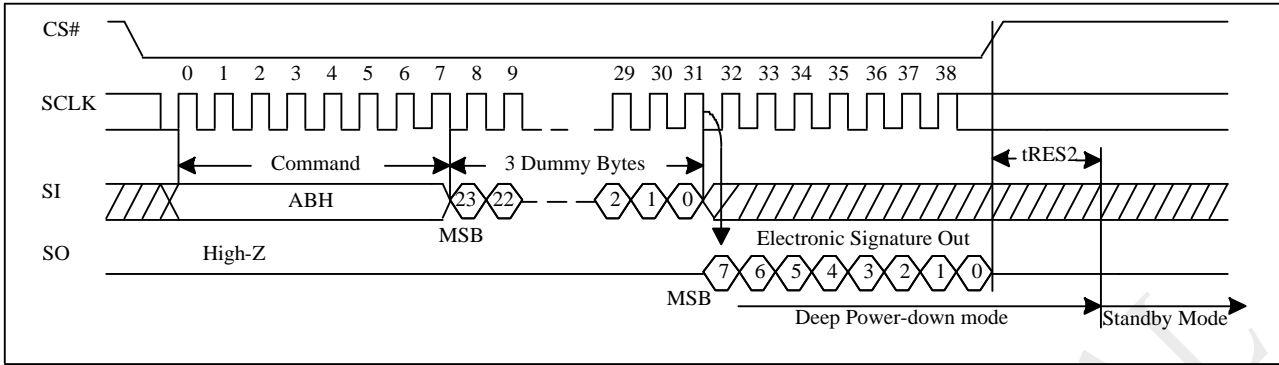 CS#
0 1 2 3 4 5 6 7 8 9 29 30 31 32 33 34 35 36 37 38
SCLK
Command 3 Dummy Bytes tRES2
SI ABH 23 22 2 1 0
MSB
SO High-Z Electronic Signature Out
7 6 5 4 3 2 1 0
MSB
Deep Power-down mode Standby Mode